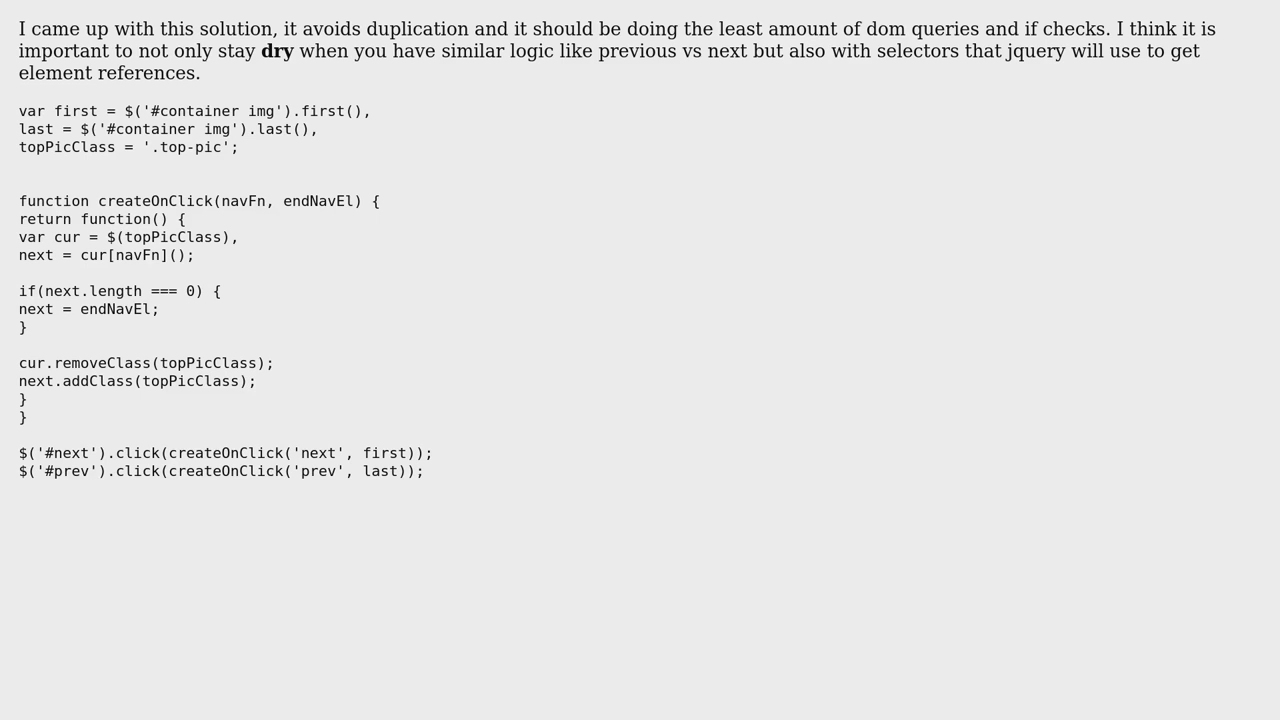 I came up with this solution, it avoids duplication and it should be doing the least amount of dom queries and if checks. I think it is
important to not only stay dry when you have similar logic like previous vs next but also with selectors that jquery will use to get
element references.
var first = $('#container img').first(),
last = $('#container img').last(),
topPicClass = '.top-pic';
function createOnClick(navFn, endNavEl) {
return function() {
var cur = $(topPicClass),
next = cur[navFn]();
if(next.length === 0) {
next = endNavEl;
}
cur.removeClass(topPicClass);
next.addClass(topPicClass);
}
}
$('#next').click(createOnClick('next', first));
$('#prev').click(createOnClick('prev', last));